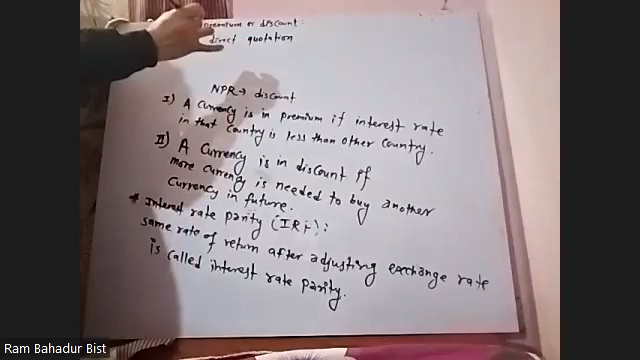 premium or discount:
direct quotation
NPR → discount
I) A currency is in premium if interest rate
in that country is less than other country.
II) A currency is in discount if
more currency is needed to buy another
currency in future.
# Interest rate parity (IRP):
same rate of return after adjusting exchange rate
is called interest rate parity.
Ram Bahadur Bist